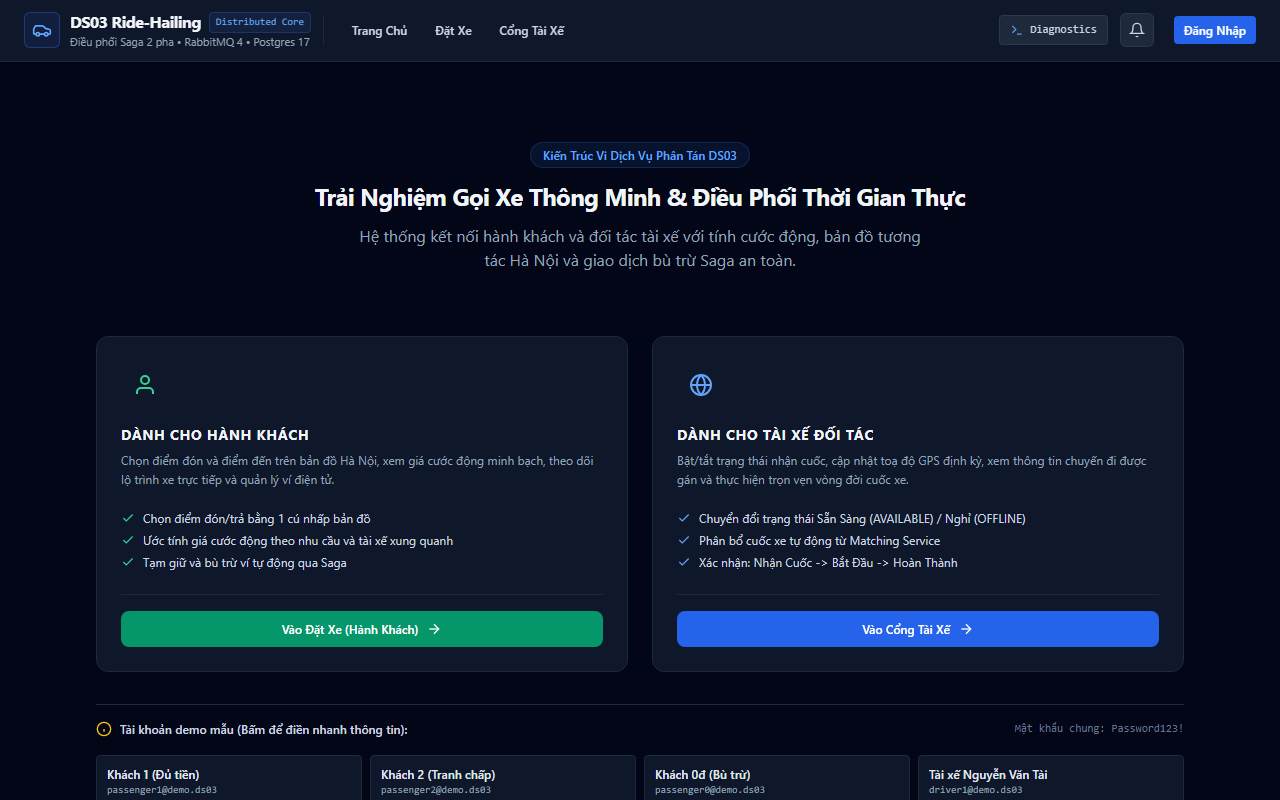 DS03 Ride-Hailing
Distributed Core
Điều phối Saga 2 pha • RabbitMQ 4 • Postgres 17
Trang Chủ
Đặt Xe
Cổng Tài Xế
>_ Diagnostics
Đăng Nhập
Kiến Trúc Vi Dịch Vụ Phân Tán DS03
Trải Nghiệm Gọi Xe Thông Minh & Điều Phối Thời Gian Thực
Hệ thống kết nối hành khách và đối tác tài xế với tính cước động, bản đồ tương
tác Hà Nội và giao dịch bù trừ Saga an toàn.
DÀNH CHO HÀNH KHÁCH
Chọn điểm đón và điểm đến trên bản đồ Hà Nội, xem giá cước động minh bạch, theo dõi
lộ trình xe trực tiếp và quản lý ví điện tử.
Chọn điểm đón/trả bằng 1 cú nhấp bản đồ
Ước tính giá cước động theo nhu cầu và tài xế xung quanh
Tạm giữ và bù trừ ví tự động qua Saga
Vào Đặt Xe (Hành Khách)
DÀNH CHO TÀI XẾ ĐỐI TÁC
Bật/tắt trạng thái nhận cuốc, cập nhật toạ độ GPS định kỳ, xem thông tin chuyến đi được
gán và thực hiện trọn vẹn vòng đời cuốc xe.
Chuyển đổi trạng thái Sẵn Sàng (AVAILABLE) / Nghỉ (OFFLINE)
Phân bổ cuốc xe tự động từ Matching Service
Xác nhận: Nhận Cuốc -> Bắt Đầu -> Hoàn Thành
Vào Cổng Tài Xế
Tài khoản demo mẫu (Bấm để điền nhanh thông tin):
Mật khẩu chung: Password123!
Khách 1 (Đủ tiền)
passenger1@demo.ds03
Khách 2 (Tranh chấp)
passenger2@demo.ds03
Khách 0đ (Bù trừ)
passenger0@demo.ds03
Tài xế Nguyễn Văn Tài
driver1@demo.ds03